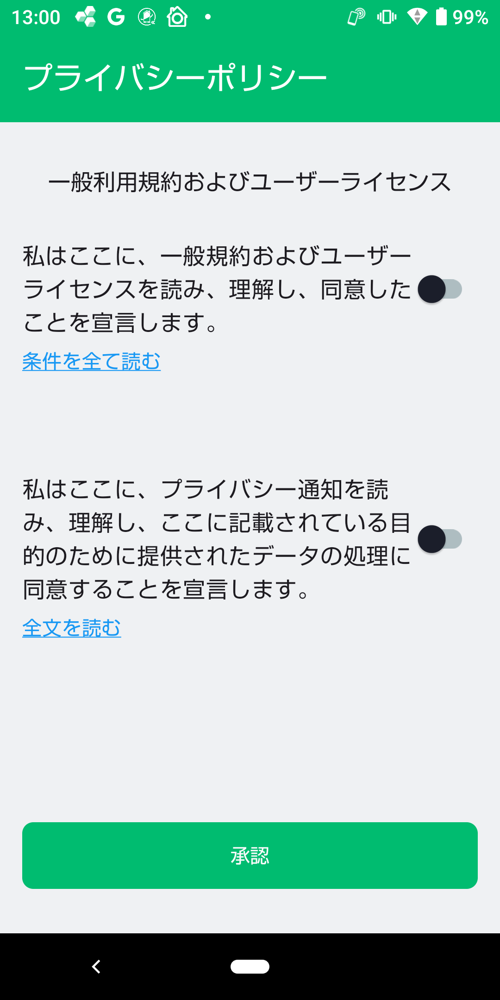 13:00
99%
プライバシーポリシー
一般利用規約およびユーザーライセンス
私はここに、一般規約およびユーザー
ライセンスを読み、理解し、同意した
ことを宣言します。
条件を全て読む
私はここに、プライバシー通知を読
み、理解し、ここに記載されている目
的のために提供されたデータの処理に
同意することを宣言します。
全文を読む
承認